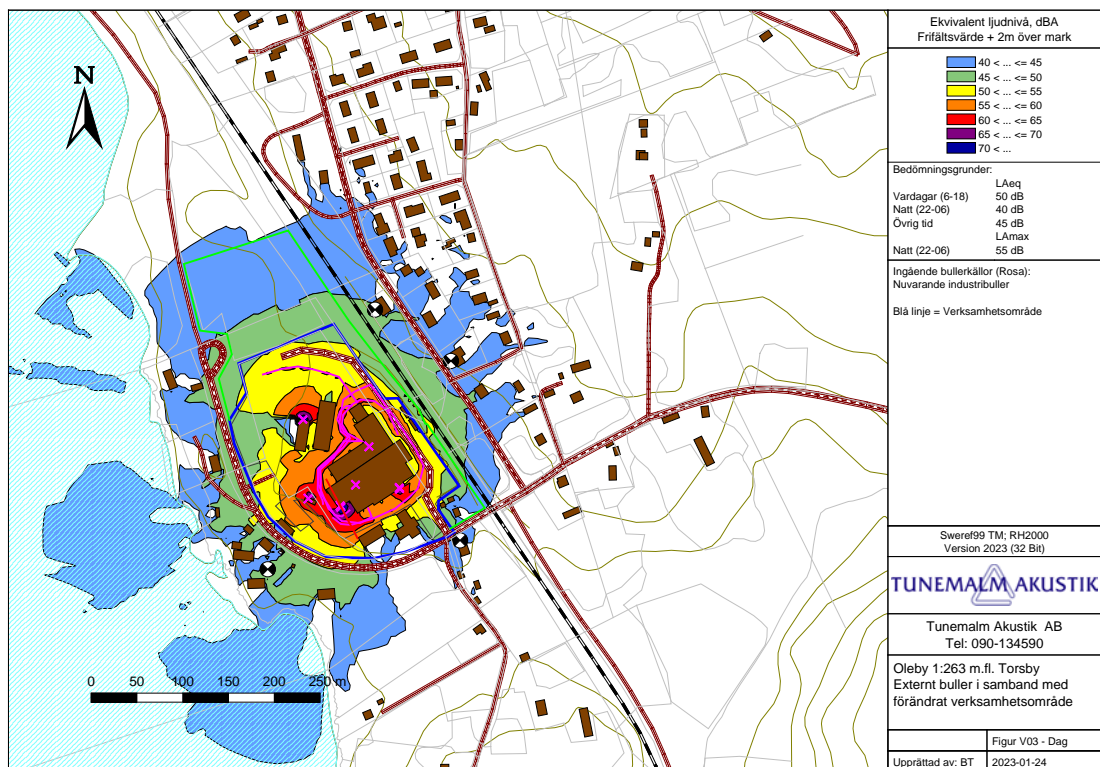 N
0 50 100 150 200 250 m
Ekvivalent ljudnivå, dBA
Frifältsvärde + 2m över mark
40 < ... <= 45
45 < ... <= 50
50 < ... <= 55
55 < ... <= 60
60 < ... <= 65
65 < ... <= 70
70 < ...
Bedömningsgrunder:
LAeq
Vardagar (6-18) 50 dB
Natt (22-06) 40 dB
Övrig tid 45 dB
LAmax
Natt (22-06) 55 dB
Ingående bullerkällor (Rosa):
Nuvarande industribuller
Blå linje = Verksamhetsområde
Sweref99 TM; RH2000
Version 2023 (32 Bit)
TUNEMALM AKUSTIK
Tunemalm Akustik AB
Tel: 090-134590
Oleby 1:263 m.fl. Torsby
Externt buller i samband med
förändrat verksamhetsområde
Figur V03 - Dag
Upprättad av: BT 2023-01-24